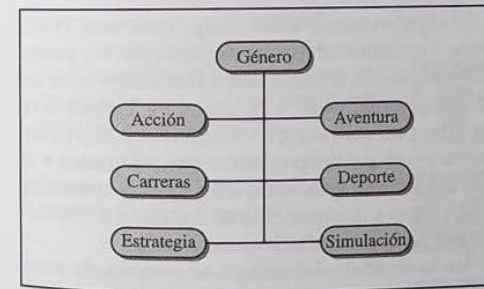 Género
Acción
Aventura
Carreras
Deporte
Estrategia
Simulación